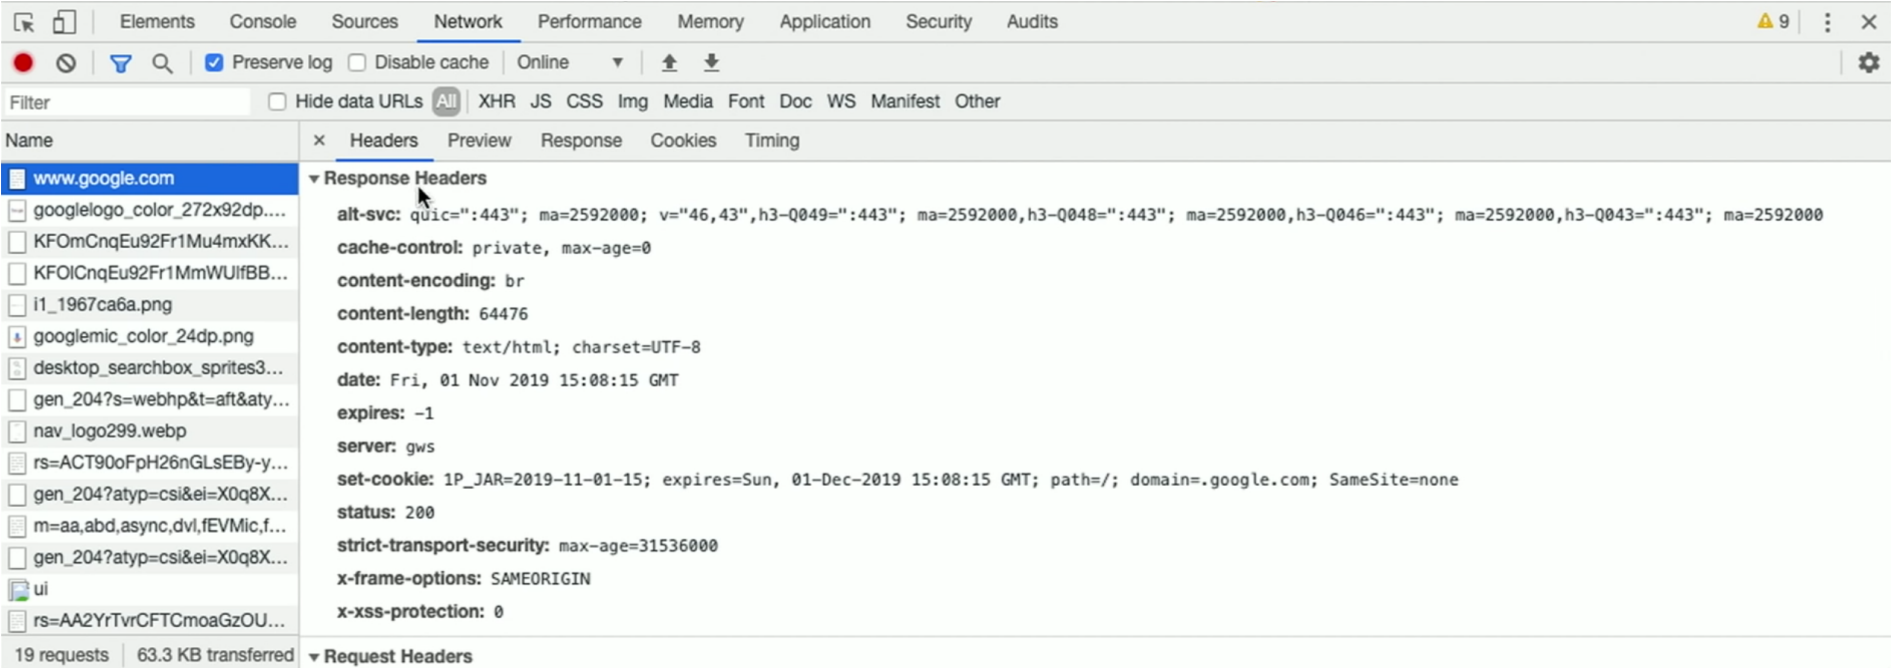 Elements Console Sources Network Performance Memory Application Security Audits 9
Preserve log Disable cache Online
Filter Hide data URLs All XHR JS CSS Img Media Font Doc WS Manifest Other
Name
Headers Preview Response Cookies Timing
www.google.com
googlelogo_color_272x92dp....
KFOmCnqEu92Fr1Mu4mxKK...
KFOlCnqEu92Fr1MmWUlfBB...
i1_1967ca6a.png
googlemic_color_24dp.png
desktop_searchbox_sprites3...
gen_204?s=webhp&t=aft&aty...
nav_logo299.webp
rs=ACT90oFpH26nGLsEBy-y...
gen_204?atyp=csi&ei=X0q8X...
m=aa,abd,async,dvl,fEVMic,f...
gen_204?atyp=csi&ei=X0q8X...
ui
rs=AA2YrTvrCFTCmoaGzOU...
19 requests 63.3 KB transferred
Response Headers
alt-svc: quic=":443"; ma=2592000; v="46,43",h3-Q049=":443"; ma=2592000,h3-Q048=":443"; ma=2592000,h3-Q046=":443"; ma=2592000,h3-Q043=":443"; ma=2592000
cache-control: private, max-age=0
content-encoding: br
content-length: 64476
content-type: text/html; charset=UTF-8
date: Fri, 01 Nov 2019 15:08:15 GMT
expires: -1
server: gws
set-cookie: 1P_JAR=2019-11-01-15; expires=Sun, 01-Dec-2019 15:08:15 GMT; path=/; domain=.google.com; SameSite=none
status: 200
strict-transport-security: max-age=31536000
x-frame-options: SAMEORIGIN
x-xss-protection: 0
Request Headers